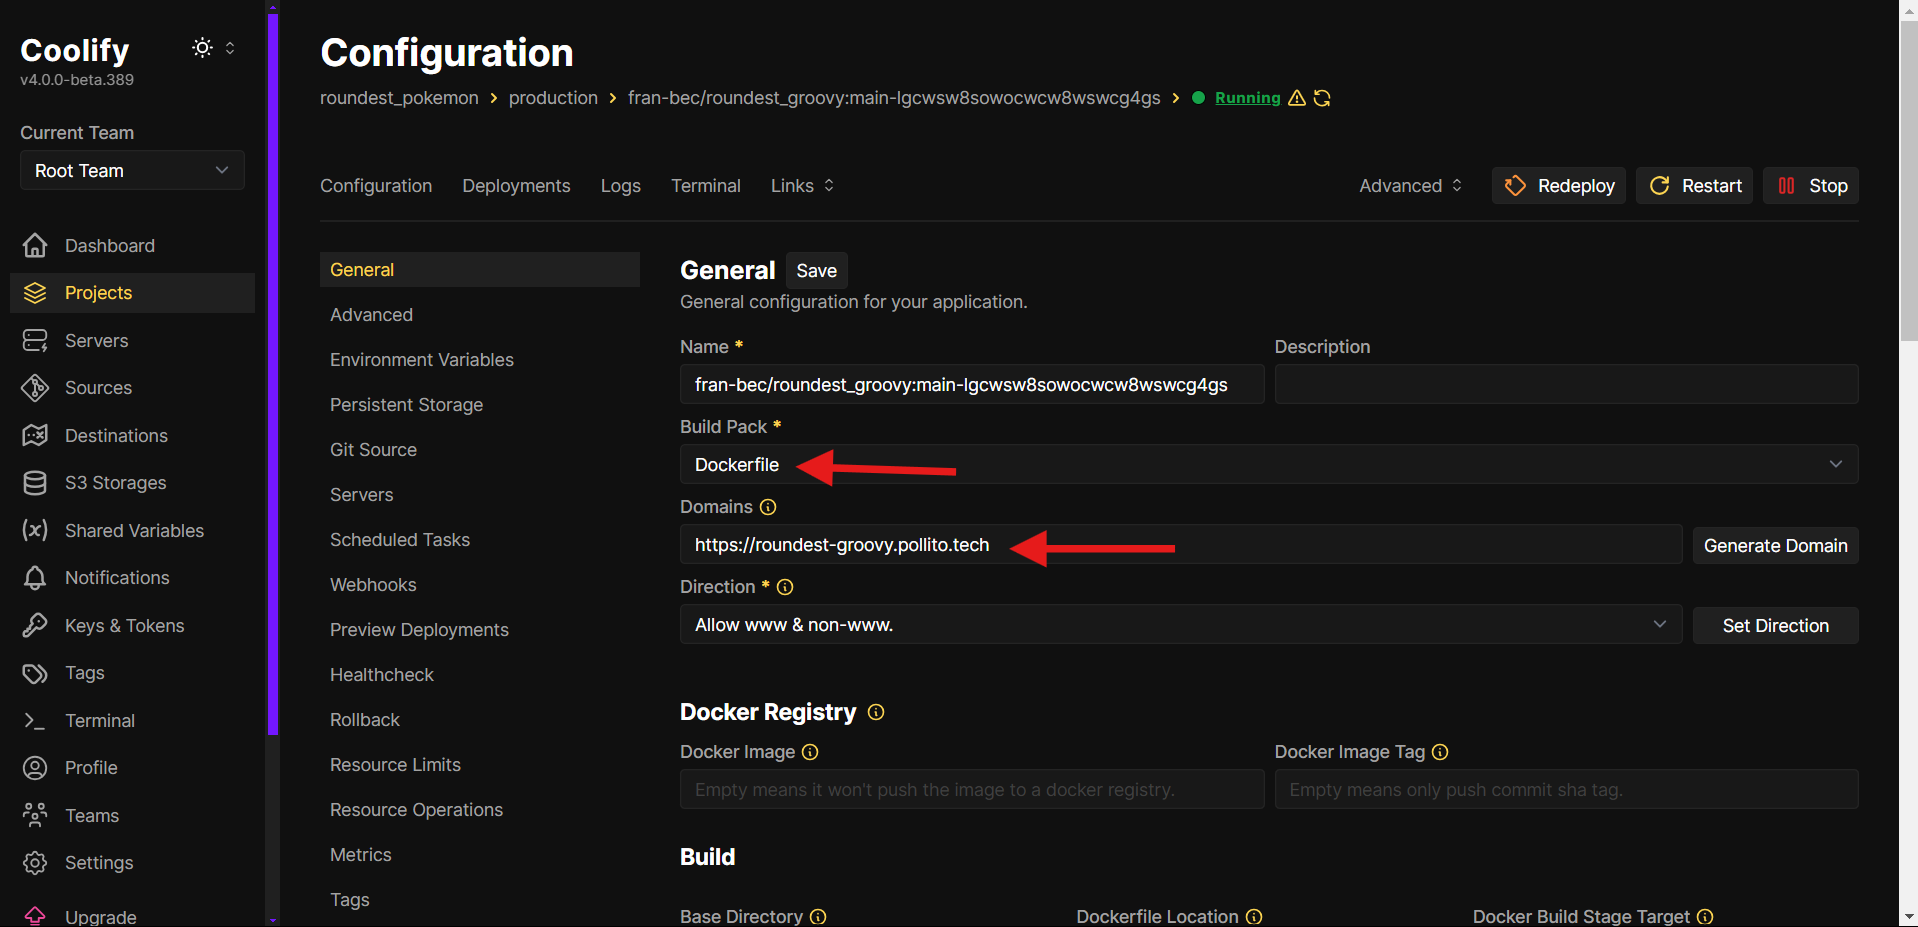 Coolify
v4.0.0-beta.389
Current Team
Root Team
Dashboard
Projects
Servers
Sources
Destinations
S3 Storages
Shared Variables
Notifications
Keys & Tokens
Tags
Terminal
Profile
Teams
Settings
Upgrade
Configuration
roundest_pokemon > production > fran-bec/roundest_groovy:main-lgcwsw8sowocwcw8wswcg4gs > Running
Configuration Deployments Logs Terminal Links Advanced Redeploy Restart Stop
General
Advanced
Environment Variables
Persistent Storage
Git Source
Servers
Scheduled Tasks
Webhooks
Preview Deployments
Healthcheck
Rollback
Resource Limits
Resource Operations
Metrics
Tags
General Save
General configuration for your application.
Name * Description
fran-bec/roundest_groovy:main-lgcwsw8sowocwcw8wswcg4gs
Build Pack *
Dockerfile
Domains
https://roundest-groovy.pollito.tech Generate Domain
Direction *
Allow www & non-www. Set Direction
Docker Registry
Docker Image Docker Image Tag
Empty means it won't push the image to a docker registry. Empty means only push commit sha tag.
Build
Base Directory Dockerfile Location Docker Build Stage Target